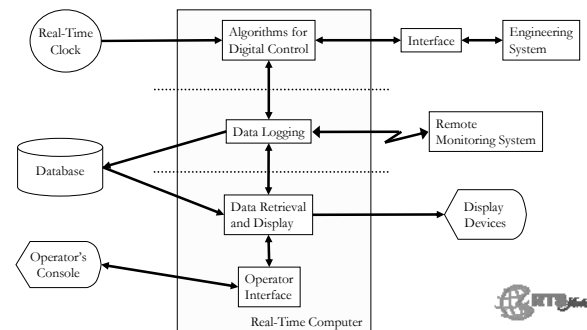 Real-Time
Clock
Algorithms for
Digital Control
Interface
Engineering
System
Data Logging
Remote
Monitoring System
Database
Data Retrieval
and Display
Display
Devices
Operator's
Console
Operator
Interface
Real-Time Computer
RTS